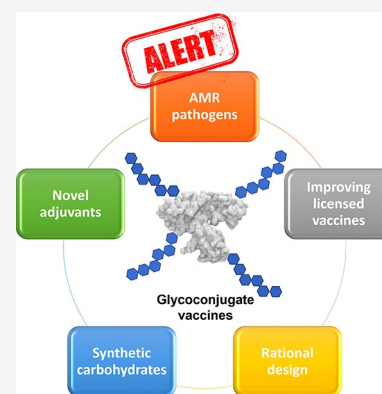 ALERT
AMR
pathogens
Novel
adjuvants
Improving
licensed
vaccines
Glycoconjugate
vaccines
Synthetic
carbohydrates
Rational
design